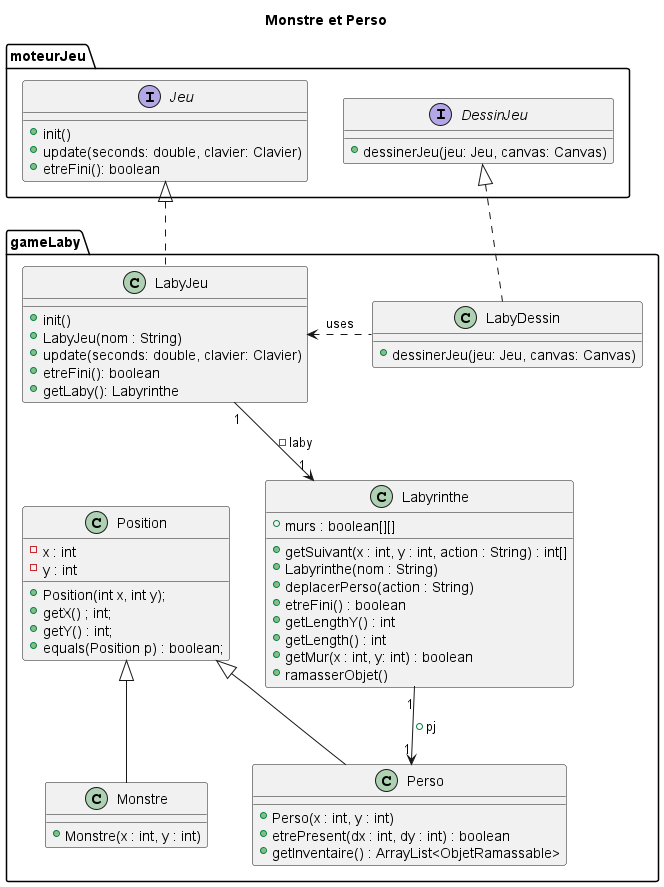 Monstre et Perso
moteurJeu
I Jeu
init()
update(seconds: double, clavier: Clavier)
etreFini(): boolean
I DessinJeu
dessinerJeu(jeu: Jeu, canvas: Canvas)
gameLaby
C LabyJeu
init()
LabyJeu(nom : String)
update(seconds: double, clavier: Clavier)
etreFini(): boolean
getLaby(): Labyrinthe
uses
C LabyDessin
dessinerJeu(jeu: Jeu, canvas: Canvas)
1
laby
1
C Position
x : int
y : int
Position(int x, int y);
getX() ; int;
getY() : int;
equals(Position p) : boolean;
C Labyrinthe
murs : boolean[][]
getSuivant(x : int, y : int, action : String) : int[]
Labyrinthe(nom : String)
deplacerPerso(action : String)
etreFini() : boolean
getLengthY() : int
getLength() : int
getMur(x : int, y: int) : boolean
ramasserObjet()
1
pj
1
C Monstre
Monstre(x : int, y : int)
C Perso
Perso(x : int, y : int)
etrePresent(dx : int, dy : int) : boolean
getInventaire() : ArrayList<ObjetRamassable>